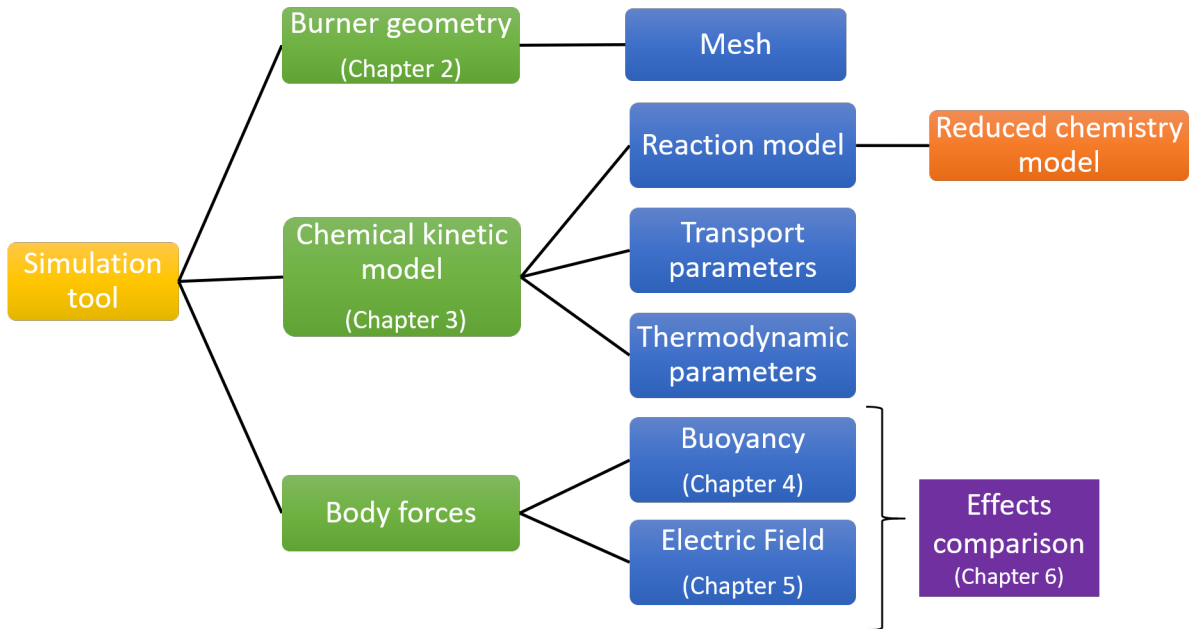 Simulation
tool
Burner geometry
(Chapter 2)
Chemical kinetic
model
(Chapter 3)
Body forces
Mesh
Reaction model
Transport
parameters
Thermodynamic
parameters
Buoyancy
(Chapter 4)
Electric Field
(Chapter 5)
Reduced chemistry
model
Effects
comparison
(Chapter 6)